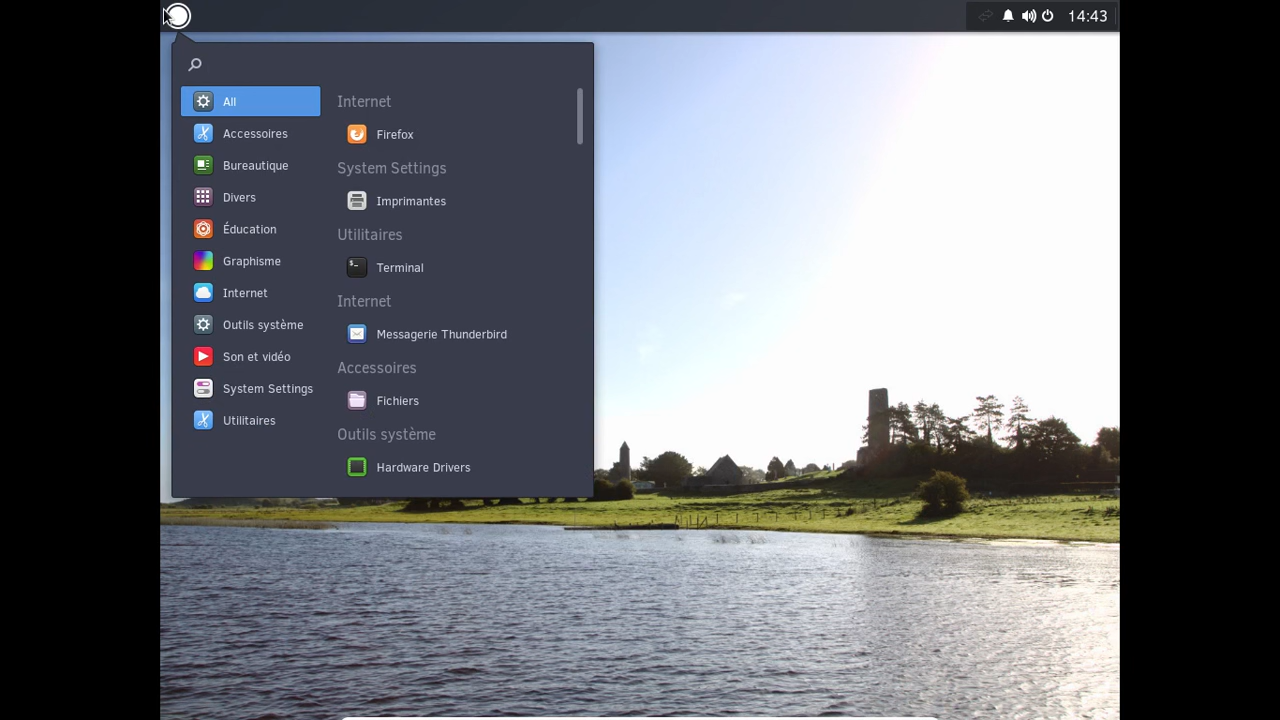 14:43
All
Accessoires
Bureautique
Divers
Éducation
Graphisme
Internet
Outils système
Son et vidéo
System Settings
Utilitaires
Internet
Firefox
System Settings
Imprimantes
Utilitaires
Terminal
Internet
Messagerie Thunderbird
Accessoires
Fichiers
Outils système
Hardware Drivers